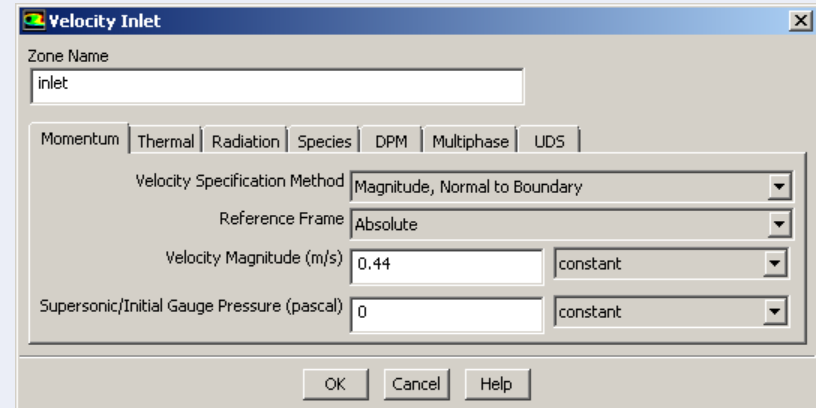 Velocity Inlet
Zone Name
inlet
Momentum Thermal Radiation Species DPM Multiphase UDS
Velocity Specification Method Magnitude, Normal to Boundary
Reference Frame Absolute
Velocity Magnitude (m/s) 0.44 constant
Supersonic/Initial Gauge Pressure (pascal) 0 constant
OK Cancel Help